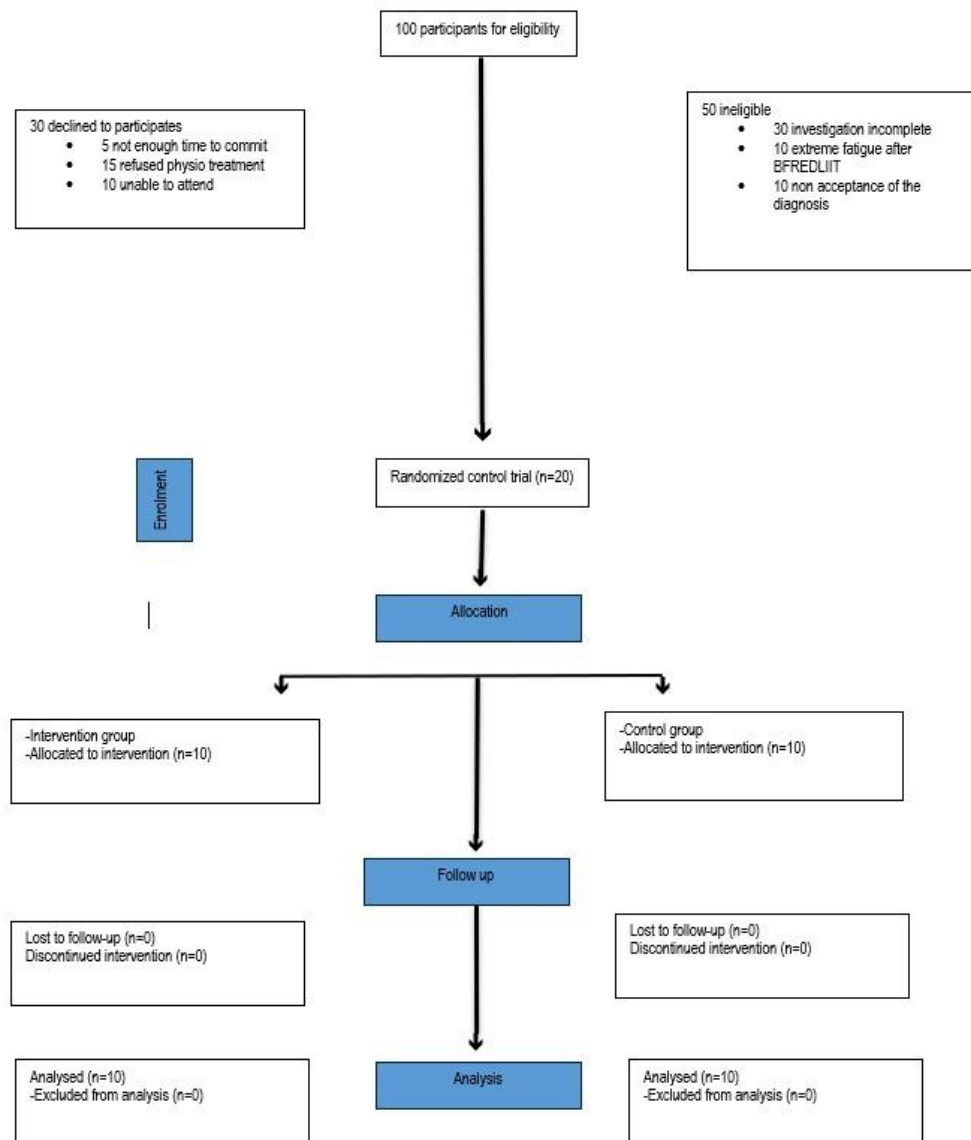 100 participants for eligibility
30 declined to participates
• 5 not enough time to commit
• 15 refused physio treatment
• 10 unable to attend
50 ineligible
• 30 investigation incomplete
• 10 extreme fatigue after
BFREDLIIT
• 10 non acceptance of the
diagnosis
Enrolment
Randomized control trial (n=20)
Allocation
-Intervention group
-Allocated to intervention (n=10)
-Control group
-Allocated to intervention (n=10)
Follow up
Lost to follow-up (n=0)
Discontinued intervention (n=0)
Lost to follow-up (n=0)
Discontinued intervention (n=0)
Analysed (n=10)
-Excluded from analysis (n=0)
Analysis
Analysed (n=10)
-Excluded from analysis (n=0)